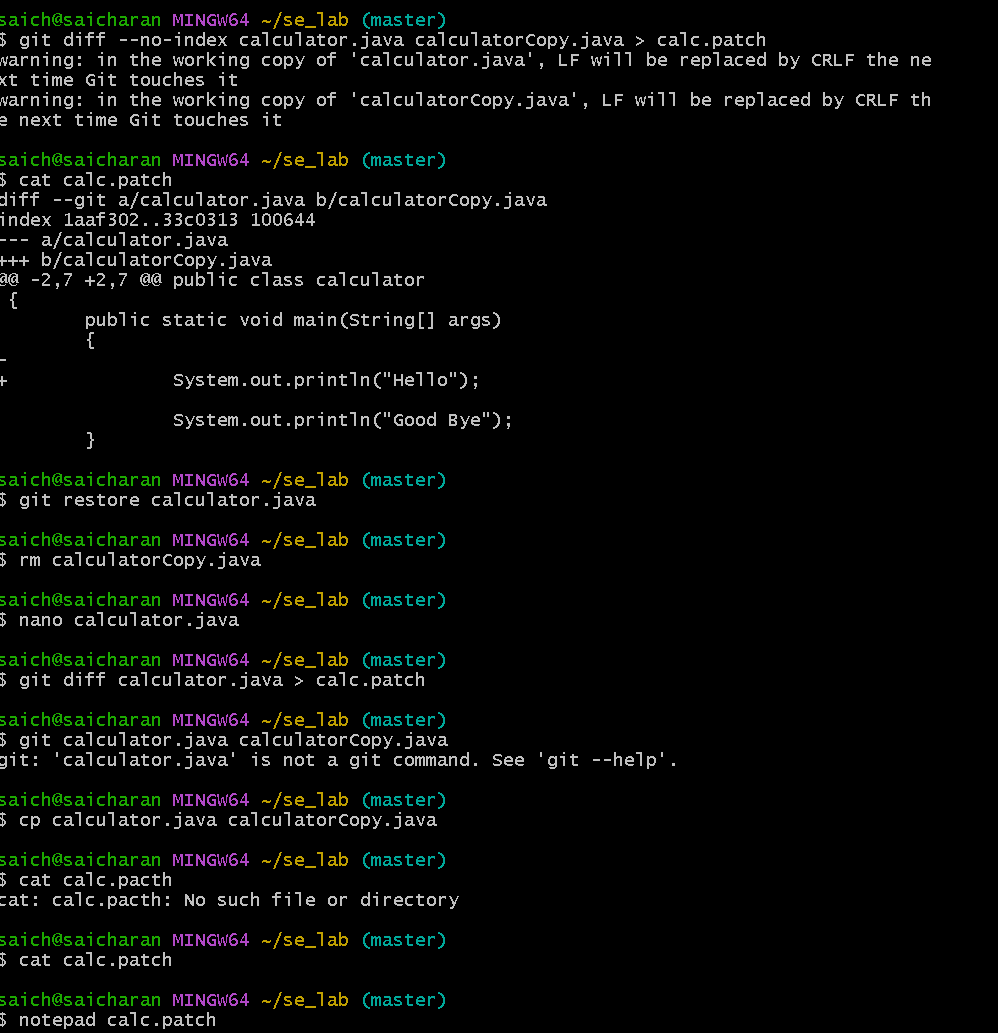 saich@saicharan MINGW64 ~/se_lab (master)
$ git diff --no-index calculator.java calculatorCopy.java > calc.patch
warning: in the working copy of 'calculator.java', LF will be replaced by CRLF the ne
xt time Git touches it
warning: in the working copy of 'calculatorCopy.java', LF will be replaced by CRLF th
e next time Git touches it
saich@saicharan MINGW64 ~/se_lab (master)
$ cat calc.patch
diff --git a/calculator.java b/calculatorCopy.java
index 1aaf302..33c0313 100644
--- a/calculator.java
+++ b/calculatorCopy.java
@@ -2,7 +2,7 @@ public class calculator
 {
        public static void main(String[] args)
        {
-
+               System.out.println("Hello");
                System.out.println("Good Bye");
        }
saich@saicharan MINGW64 ~/se_lab (master)
$ git restore calculator.java
saich@saicharan MINGW64 ~/se_lab (master)
$ rm calculatorCopy.java
saich@saicharan MINGW64 ~/se_lab (master)
$ nano calculator.java
saich@saicharan MINGW64 ~/se_lab (master)
$ git diff calculator.java > calc.patch
saich@saicharan MINGW64 ~/se_lab (master)
$ git calculator.java calculatorCopy.java
git: 'calculator.java' is not a git command. See 'git --help'.
saich@saicharan MINGW64 ~/se_lab (master)
$ cp calculator.java calculatorCopy.java
saich@saicharan MINGW64 ~/se_lab (master)
$ cat calc.pacth
cat: calc.pacth: No such file or directory
saich@saicharan MINGW64 ~/se_lab (master)
$ cat calc.patch
saich@saicharan MINGW64 ~/se_lab (master)
$ notepad calc.patch